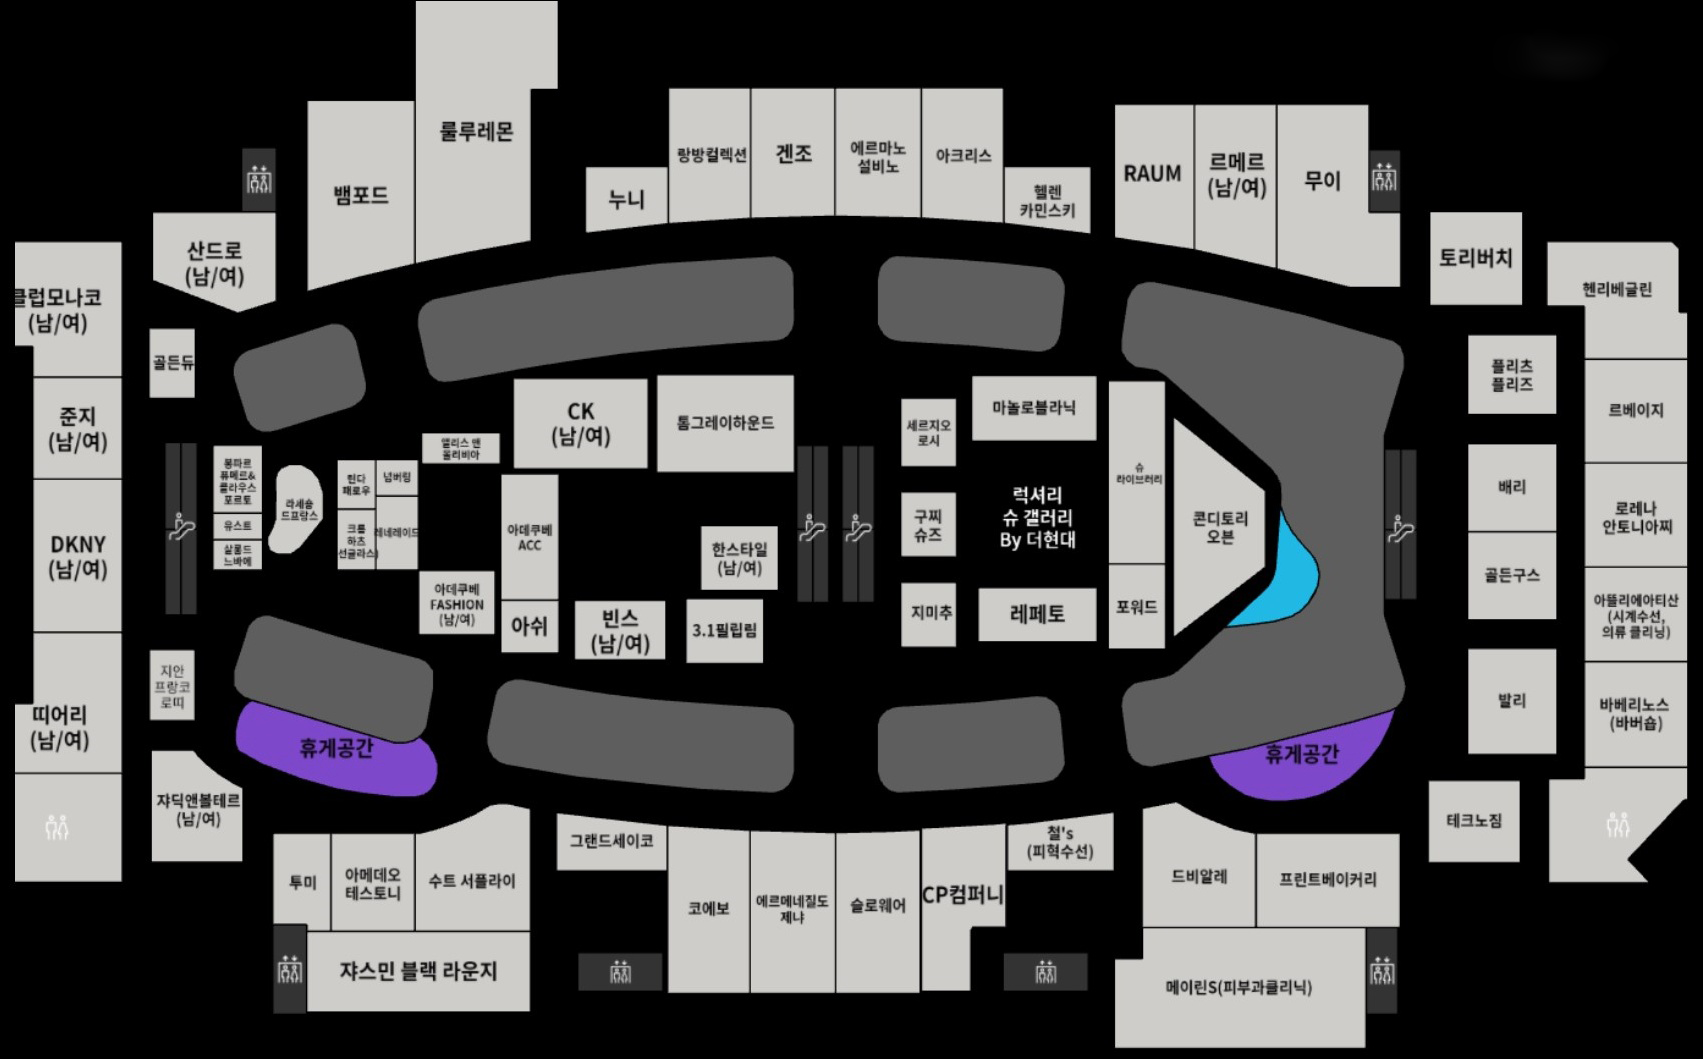 룰루레몬
뱀포드
산드로
(남/여)
클럽모나코
(남/여)
준지
(남/여)
DKNY
(남/여)
띠어리
(남/여)
골든듀
지안
프랑코
로띠
쟈딕앤볼테르
(남/여)
누니
랑방컬렉션
겐조
에르마노
설비노
아크리스
헬렌
카민스키
RAUM
르메르
(남/여)
무이
토리버치
헨리베글린
플리츠
플리즈
르베이지
배리
로레나
안토니아찌
골든구스
아뜰리에아티산
(시계수선,
의류 클리닝)
발리
바베리노스
(바버숍)
테크노짐
봉파르
퓨메르&
클라우스
포르토
유스트
살롱드
느바에
라세숑
드프랑스
린다
패로우
넘버링
크롬
하츠
선글라스
레네레이드
앨리스 앤
올리비아
CK
(남/여)
톰그레이하운드
아데쿠베
ACC
아데쿠베
FASHION
(남/여)
아쉬
한스타일
(남/여)
빈스
(남/여)
3.1필립림
세르지오
로시
마놀로블라닉
구찌
슈즈
럭셔리
슈 갤러리
By 더현대
지미추
레페토
슈
라이브러리
포워드
콘디토리
오븐
휴게공간
휴게공간
투미
아메데오
테스토니
수트 서플라이
쟈스민 블랙 라운지
그랜드세이코
코에보
에르메네질도
제냐
슬로웨어
CP컴퍼니
철's
(피혁수선)
드비알레
프린트베이커리
메이린S(피부과클리닉)